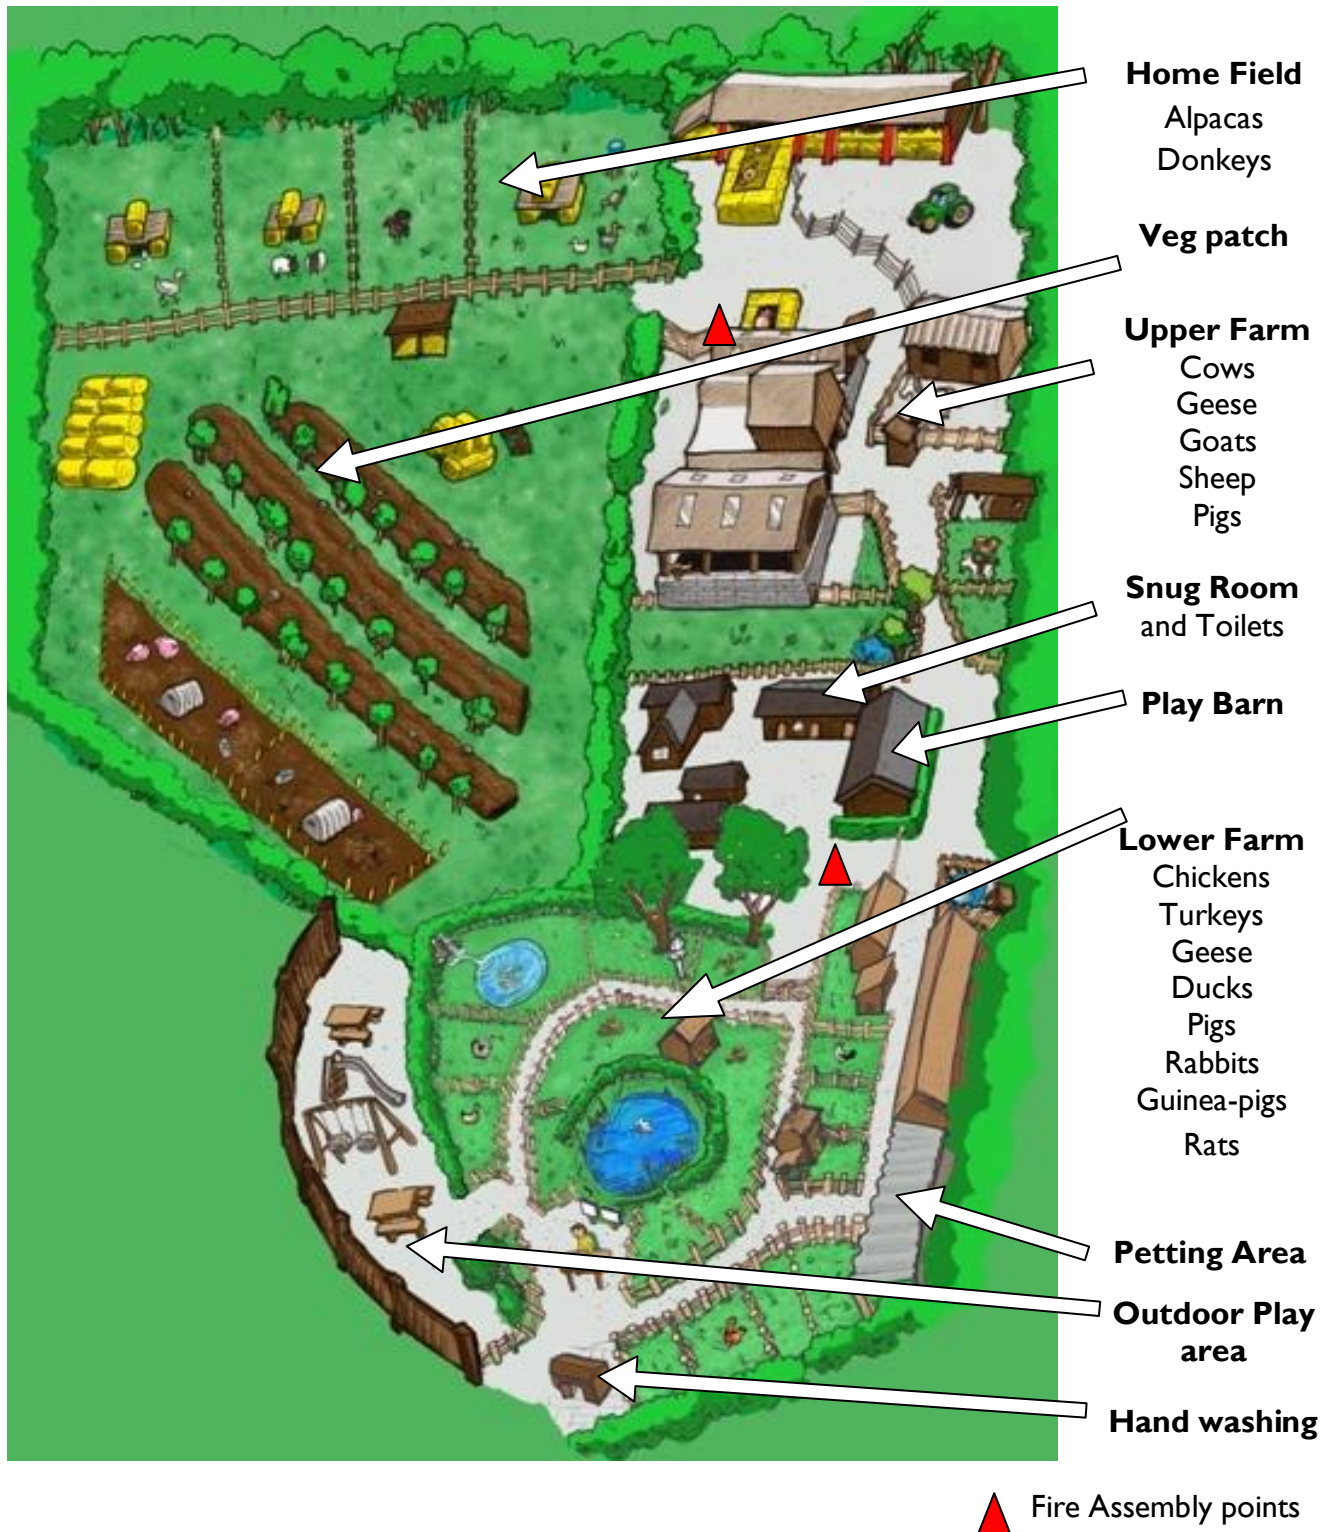 Home Field
Alpacas
Donkeys
Veg patch
Upper Farm
Cows
Geese
Goats
Sheep
Pigs
Snug Room
and Toilets
Play Barn
Lower Farm
Chickens
Turkeys
Geese
Ducks
Pigs
Rabbits
Guinea-pigs
Rats
Petting Area
Outdoor Play
area
Hand washing
Fire Assembly points